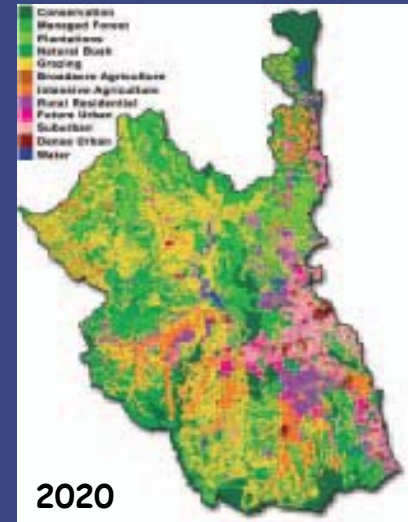 Conservation
Managed Forest
Plantations
Natural Bush
Grazing
Broadacre Agriculture
Intensive Agriculture
Rural Residential
Future Urban
Suburban
Dense Urban
Water
2020